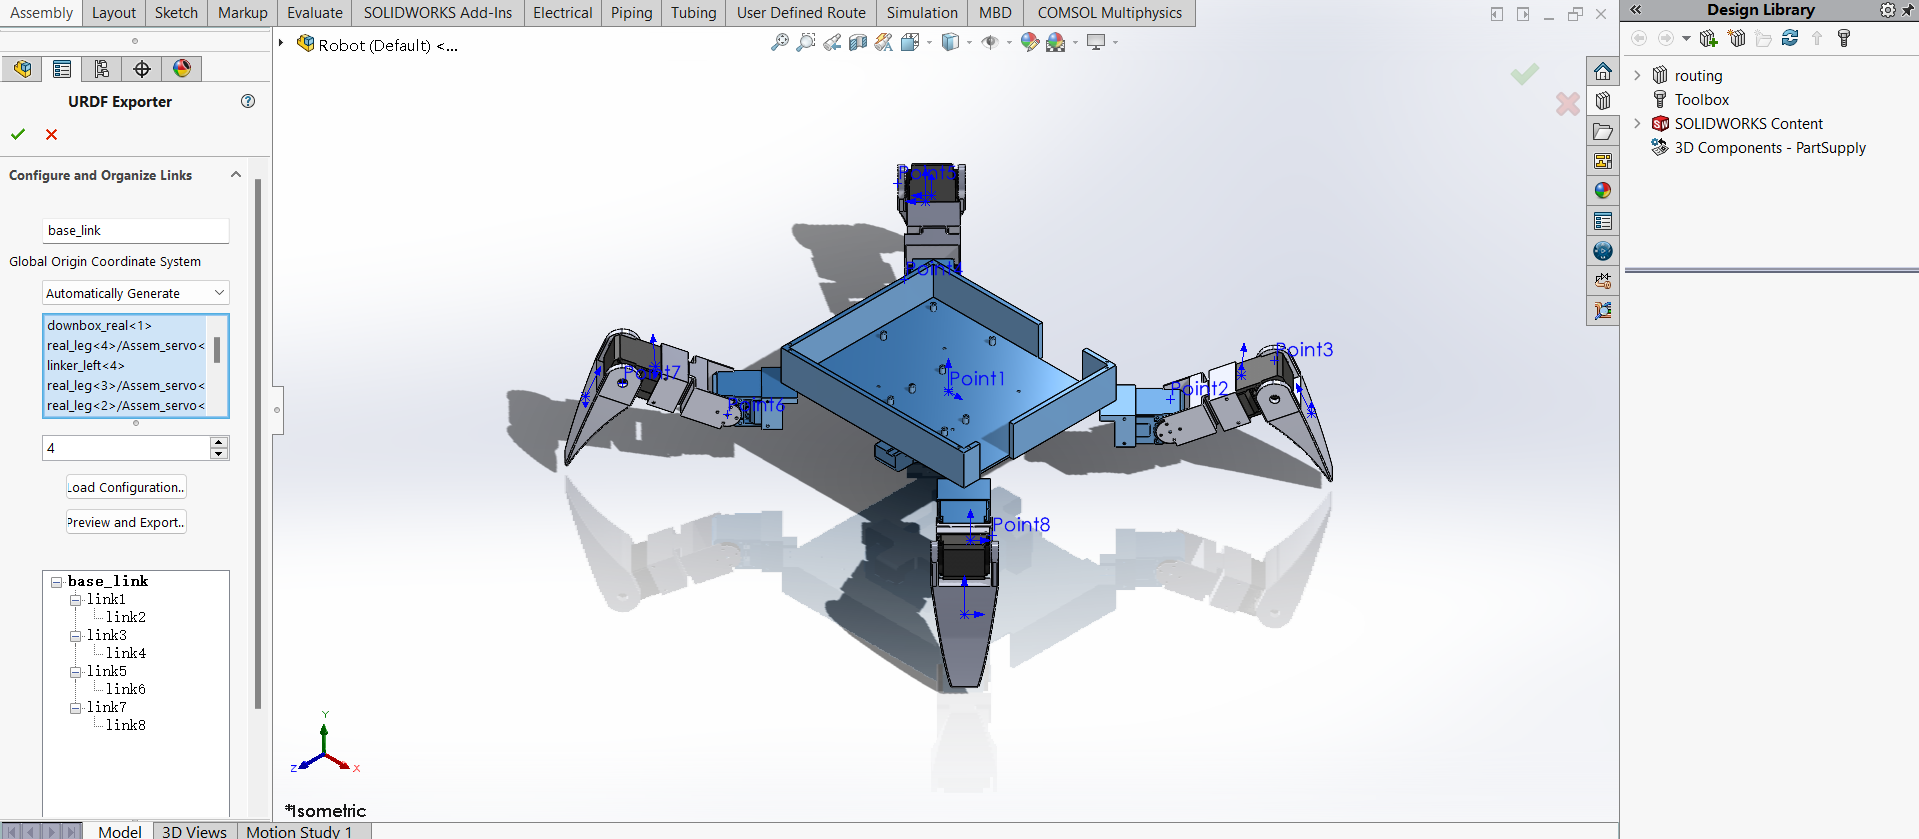 Assembly Layout Sketch Markup Evaluate SOLIDWORKS Add-Ins Electrical Piping Tubing User Defined Route Simulation MBD COMSOL Multiphysics
Design Library
Robot (Default) <...
URDF Exporter
Configure and Organize Links
base_link
Global Origin Coordinate System
Automatically Generate
downbox_real<1>
real_leg<4>/Assem_servo<
linker_left<4>
real_leg<3>/Assem_servo<
real_leg<2>/Assem_servo<
4
Load Configuration..
Preview and Export..
base_link
link1
link2
link3
link4
link5
link6
link7
link8
Point5
Point4
Point7
Point6
Point1
Point2
Point3
Point8
Y
Z
X
*Isometric
Model 3D Views Motion Study 1
routing
Toolbox
SOLIDWORKS Content
3D Components - PartSupply